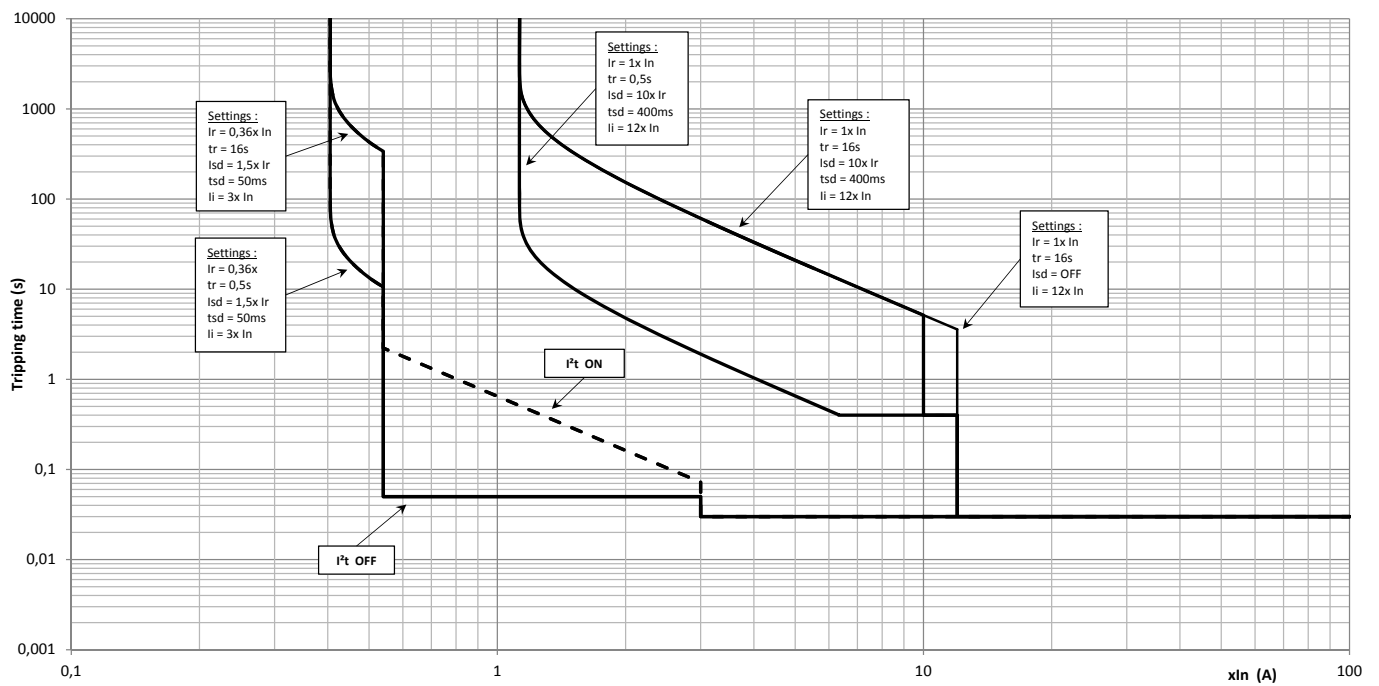 10000
1000
100
10
1
0,1
0,01
0,001
Tripping time (s)
0,1
1
10
100
xIn (A)
Settings :
Ir = 0,36x In
tr = 16s
Isd = 1,5x Ir
tsd = 50ms
Ii = 3x In
Settings :
Ir = 0,36x
tr = 0,5s
Isd = 1,5x Ir
tsd = 50ms
Ii = 3x In
Settings :
Ir = 1x In
tr = 0,5s
Isd = 10x Ir
tsd = 400ms
Ii = 12x In
Settings :
Ir = 1x In
tr = 16s
Isd = 10x Ir
tsd = 400ms
Ii = 12x In
Settings :
Ir = 1x In
tr = 16s
Isd = OFF
Ii = 12x In
I²t ON
I²t OFF